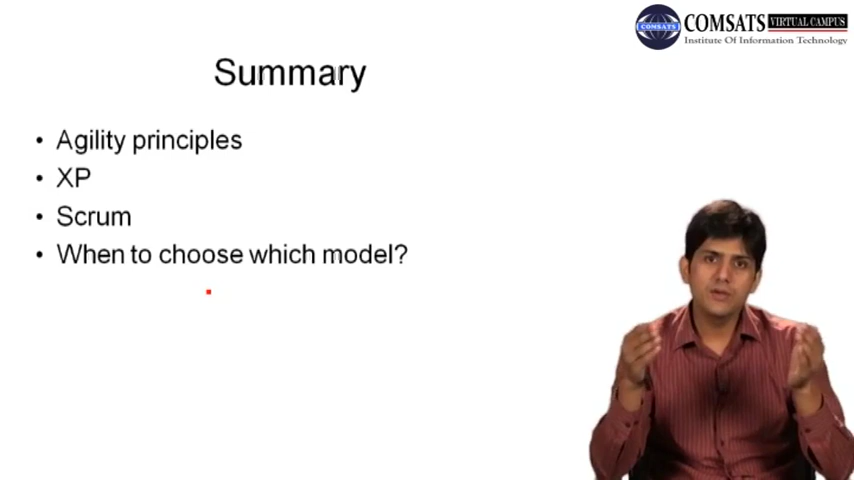 COMSATS VIRTUAL CAMPUS
Institute Of Information Technology
COMSATS
Summary
• Agility principles
• XP
• Scrum
• When to choose which model?